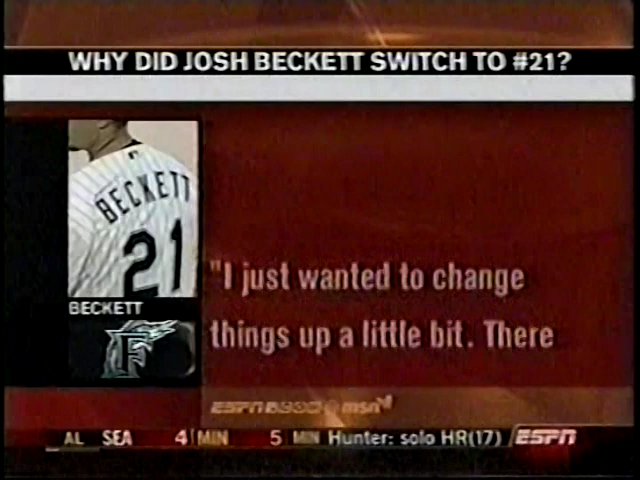 WHY DID JOSH BECKETT SWITCH TO #21?
BECKETT
21
BECKETT
F
"I just wanted to change
things up a little bit. There
msn
AL SEA 4 MIN 5 MIN Hunter: solo HR(17) ESPN